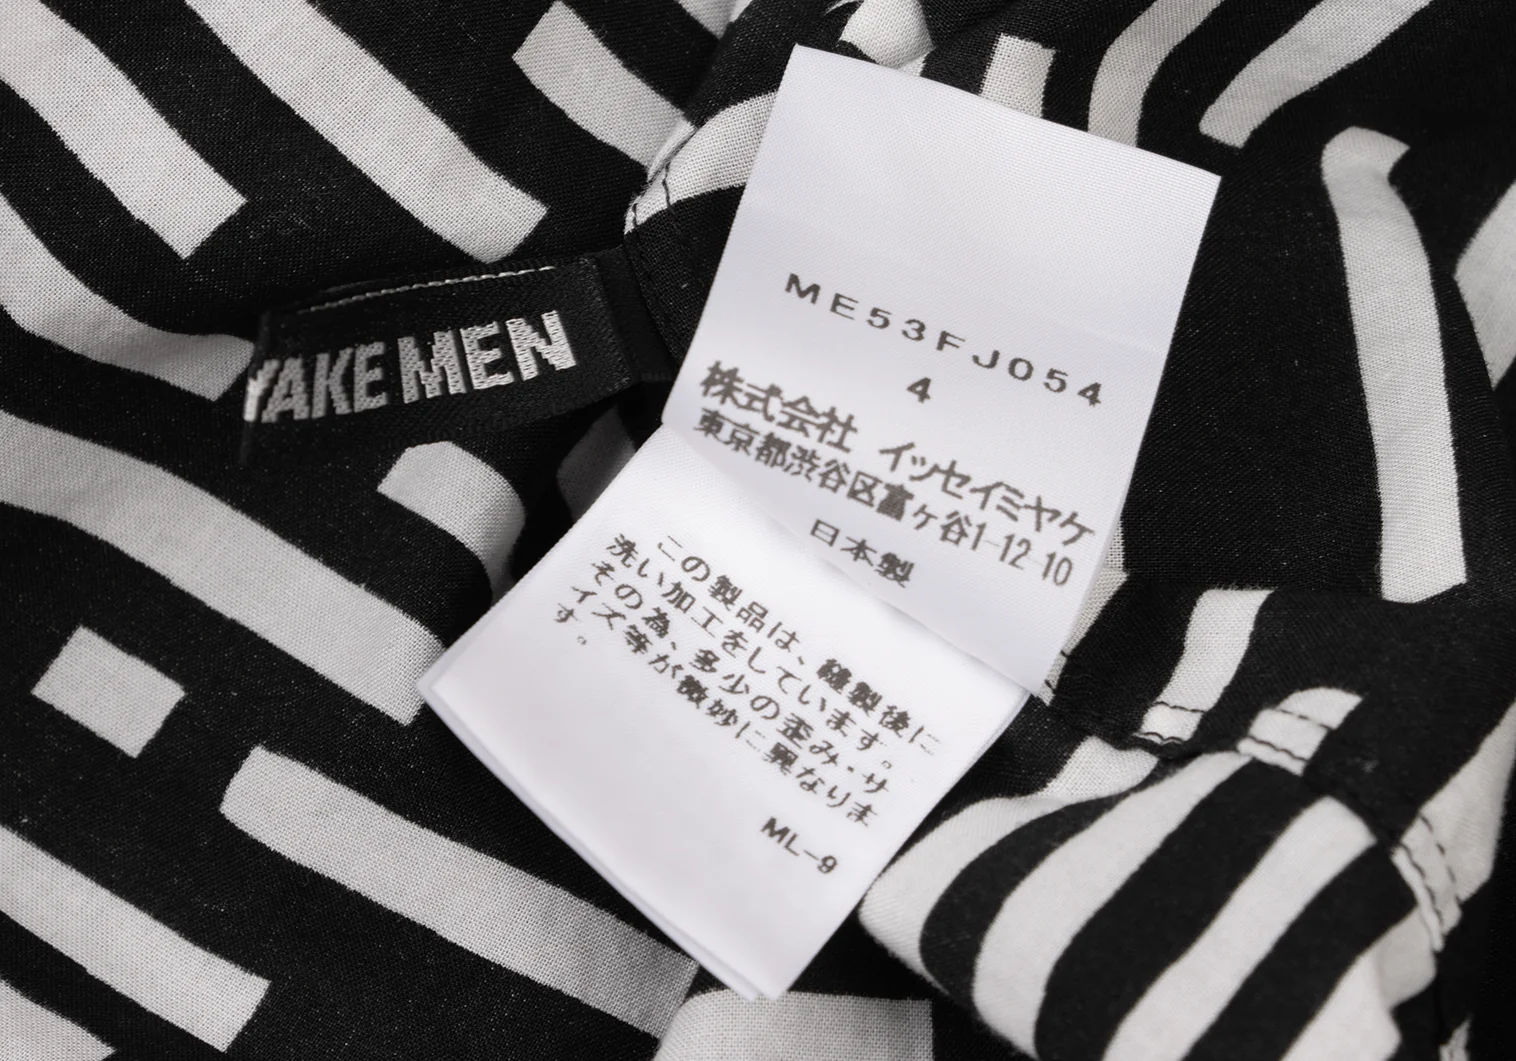 YAKE MEN
ME53FJ054
4
株式会社 イッセイミヤケ
東京都渋谷区富ヶ谷1-12-10
日本製
この製品は、縫製後に
洗い加工をしています。
その為、多少の歪み・サ
イズ等が微妙に異なりま
す。
ML-9